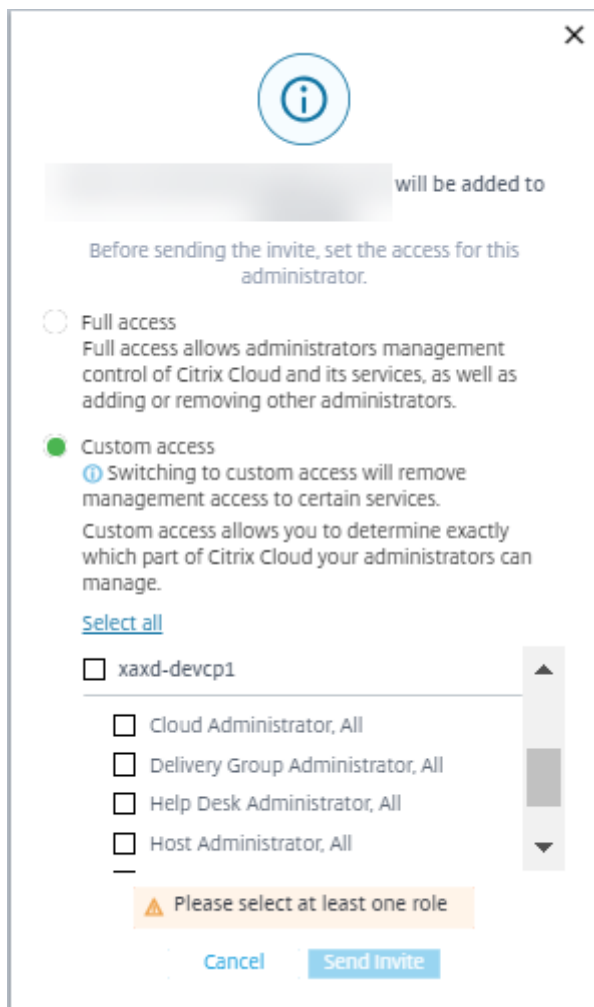 will be added to
Before sending the invite, set the access for this
administrator.
Full access
Full access allows administrators management
control of Citrix Cloud and its services, as well as
adding or removing other administrators.
Custom access
Switching to custom access will remove
management access to certain services.
Custom access allows you to determine exactly
which part of Citrix Cloud your administrators can
manage.
Select all
xaxd-devcp1
Cloud Administrator, All
Delivery Group Administrator, All
Help Desk Administrator, All
Host Administrator, All
Please select at least one role
Cancel Send Invite